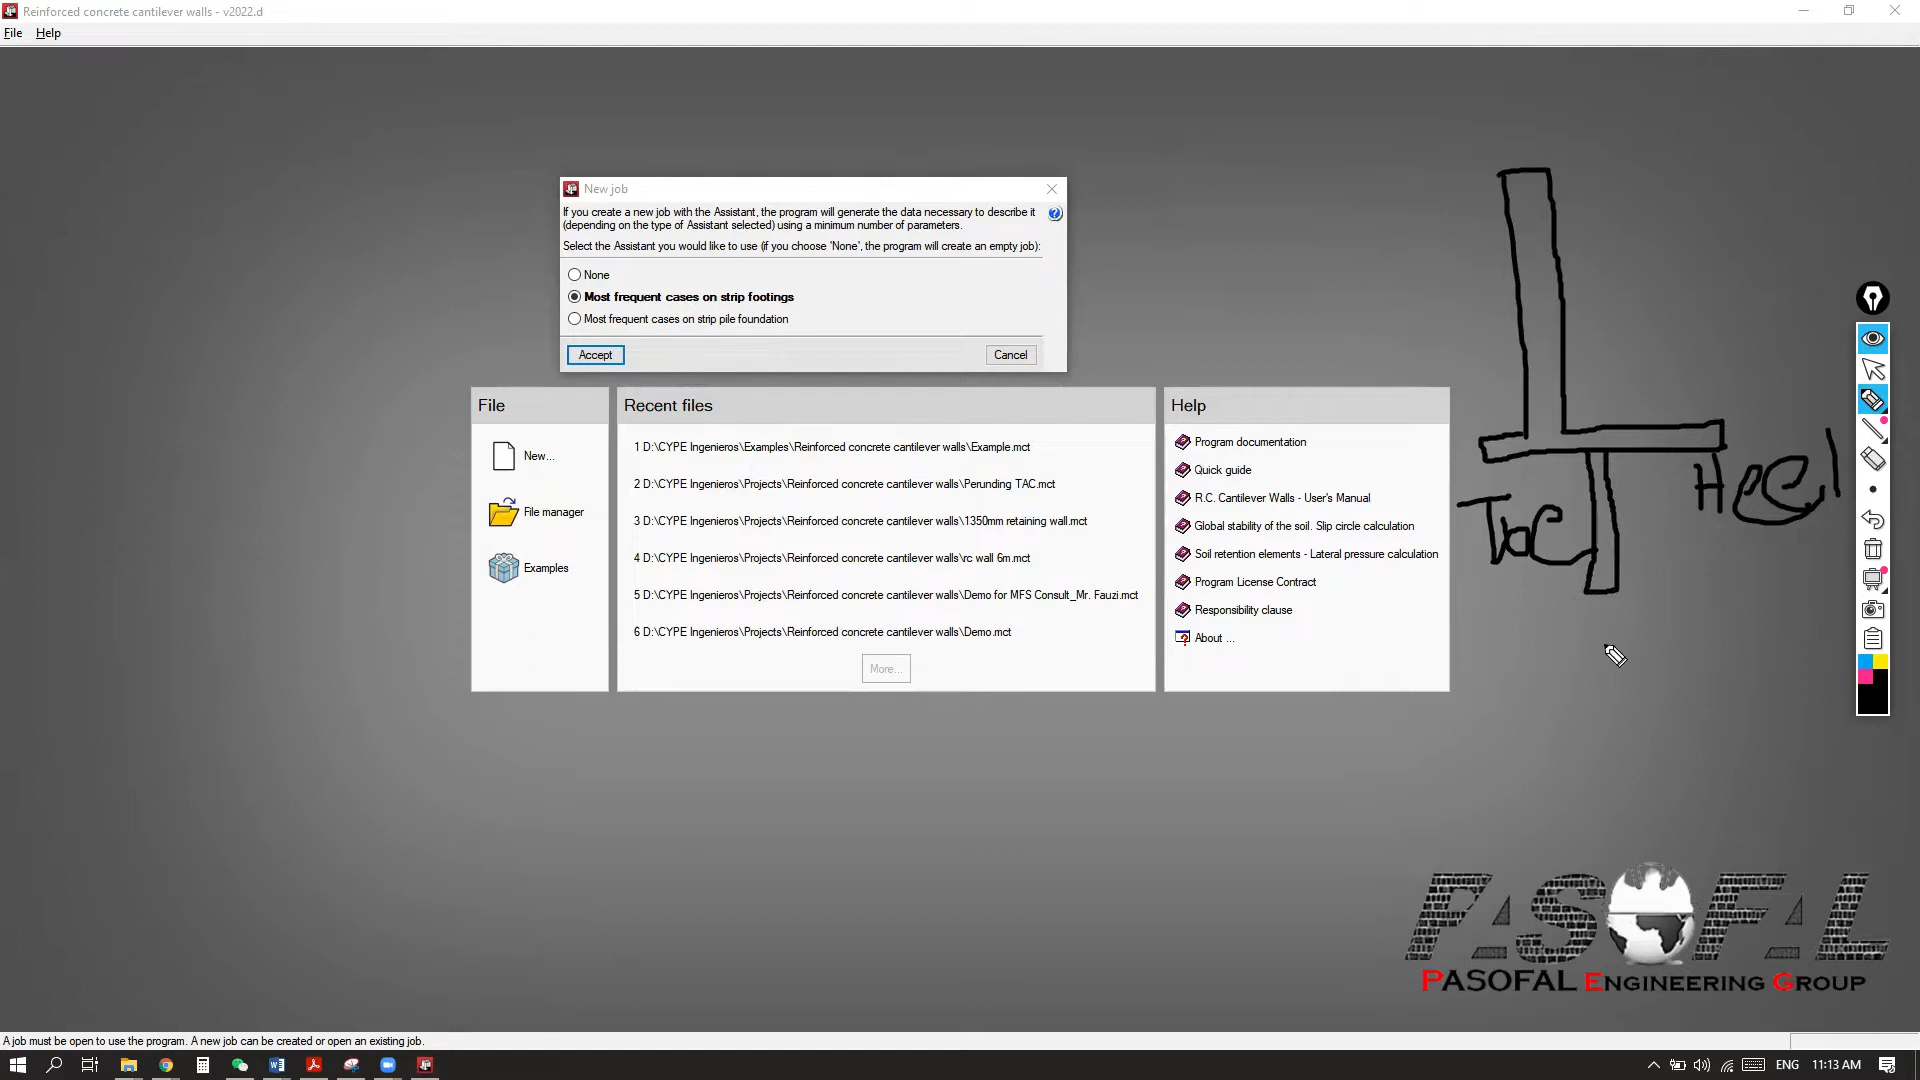 Reinforced concrete cantilever walls - v2022.d
File Help
New job
If you create a new job with the Assistant, the program will generate the data necessary to describe it
(depending on the type of Assistant selected) using a minimum number of parameters.
Select the Assistant you would like to use (if you choose 'None', the program will create an empty job):
None
Most frequent cases on strip footings
Most frequent cases on strip pile foundation
Accept Cancel
File
New...
File manager
Examples
Recent files
1 D:\CYPE Ingenieros\Examples\Reinforced concrete cantilever walls\Example.mct
2 D:\CYPE Ingenieros\Projects\Reinforced concrete cantilever walls\Perunding TAC.mct
3 D:\CYPE Ingenieros\Projects\Reinforced concrete cantilever walls\1350mm retaining wall.mct
4 D:\CYPE Ingenieros\Projects\Reinforced concrete cantilever walls\rc wall 6m.mct
5 D:\CYPE Ingenieros\Projects\Reinforced concrete cantilever walls\Demo for MFS Consult_Mr. Fauzi.mct
6 D:\CYPE Ingenieros\Projects\Reinforced concrete cantilever walls\Demo.mct
More...
Help
Program documentation
Quick guide
R.C. Cantilever Walls - User's Manual
Global stability of the soil. Slip circle calculation
Soil retention elements - Lateral pressure calculation
Program License Contract
Responsibility clause
About ...
Toe
Heel
PASOFAL
PASOFAL ENGINEERING GROUP
A job must be open to use the program. A new job can be created or open an existing job.
ENG 11:13 AM